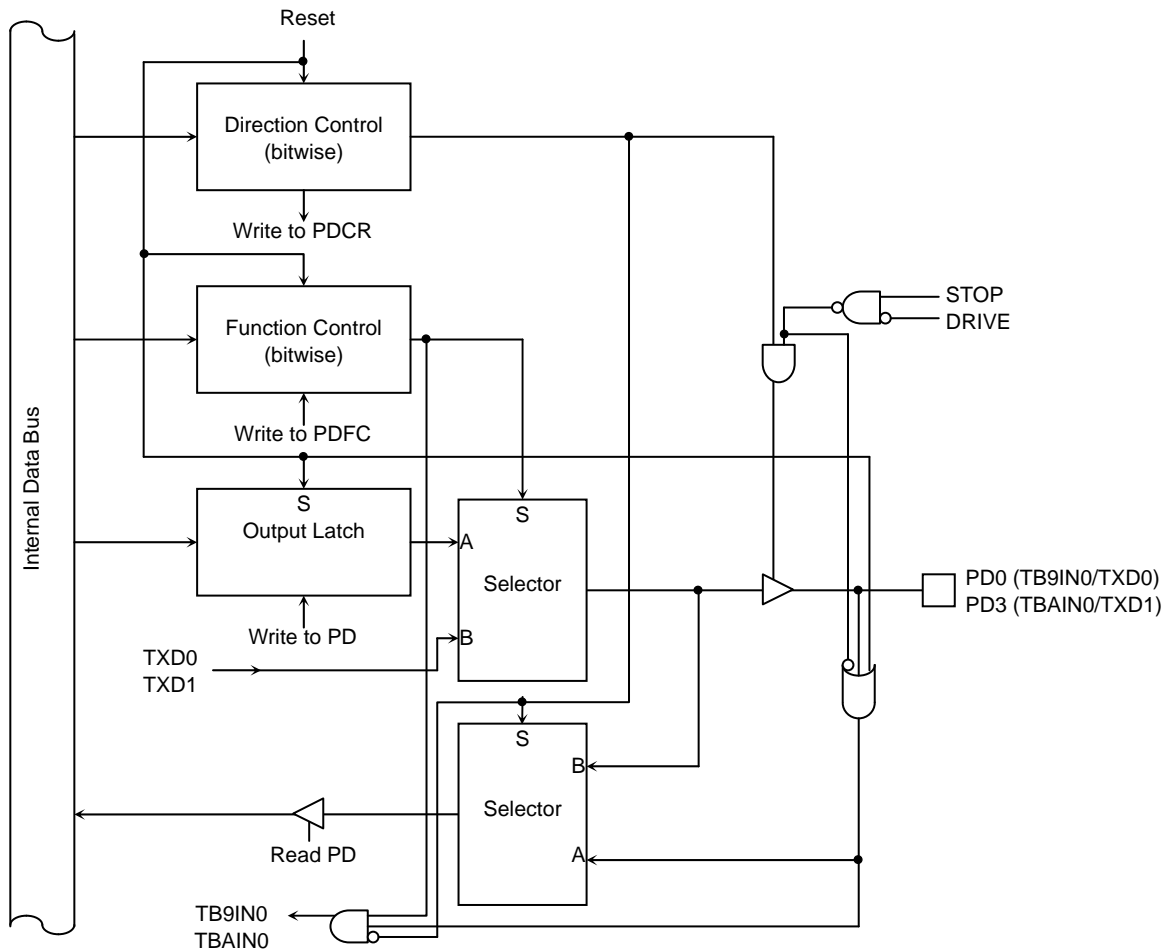 Reset
Direction Control
(bitwise)
Write to PDCR
STOP
DRIVE
Function Control
(bitwise)
Write to PDFC
Internal Data Bus
S
Output Latch
A
S
Selector
PD0 (TB9IN0/TXD0)
PD3 (TBAIN0/TXD1)
Write to PD
B
TXD0
TXD1
S
B
Selector
A
Read PD
TB9IN0
TBAIN0